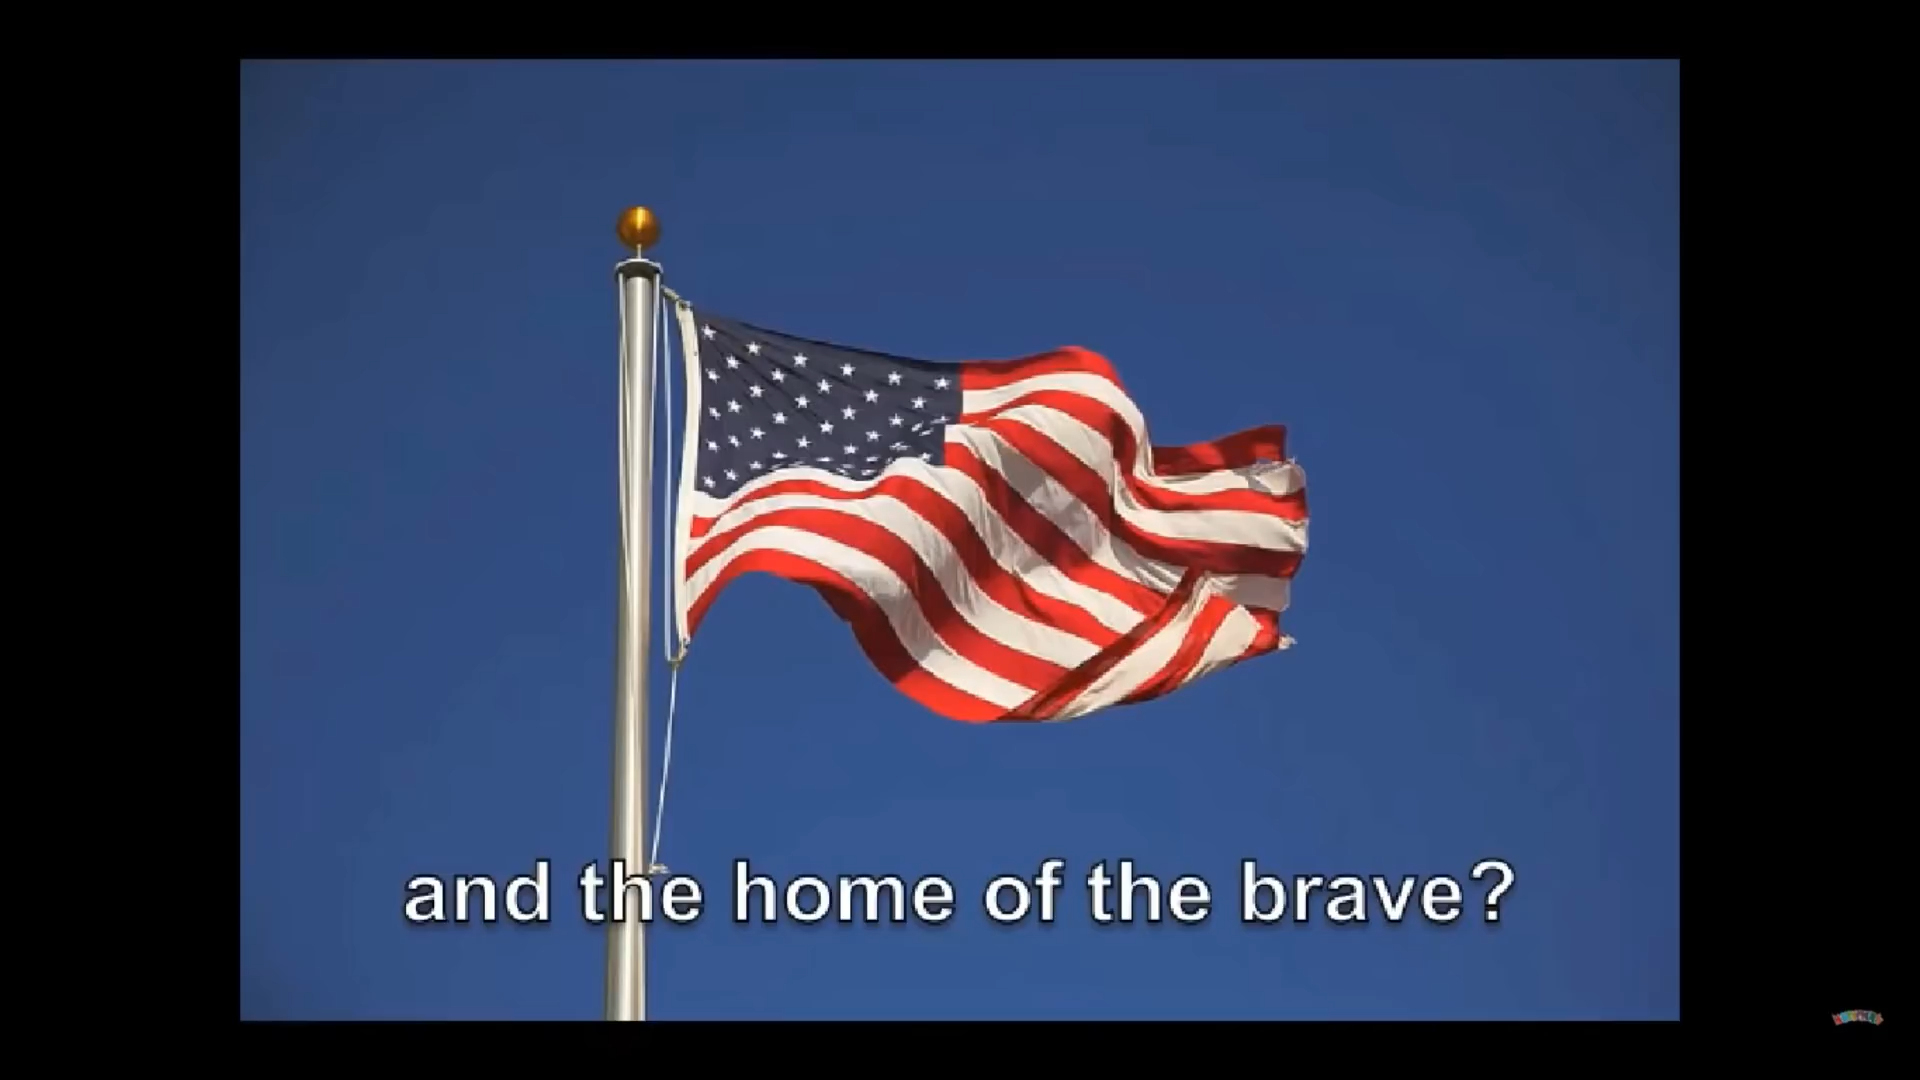 and the home of the brave?